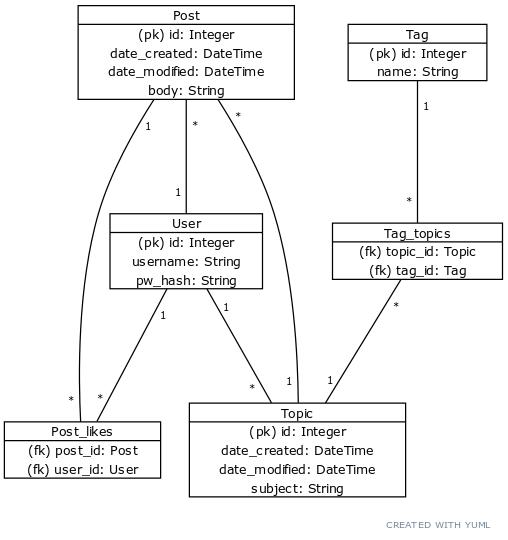 Post
(pk) id: Integer
date_created: DateTime
date_modified: DateTime
body: String
Tag
(pk) id: Integer
name: String
1
*
*
1
1
*
User
(pk) id: Integer
username: String
pw_hash: String
Tag_topics
(fk) topic_id: Topic
(fk) tag_id: Tag
1
1
*
*
*
*
1
1
Post_likes
(fk) post_id: Post
(fk) user_id: User
Topic
(pk) id: Integer
date_created: DateTime
date_modified: DateTime
subject: String
CREATED WITH YUML